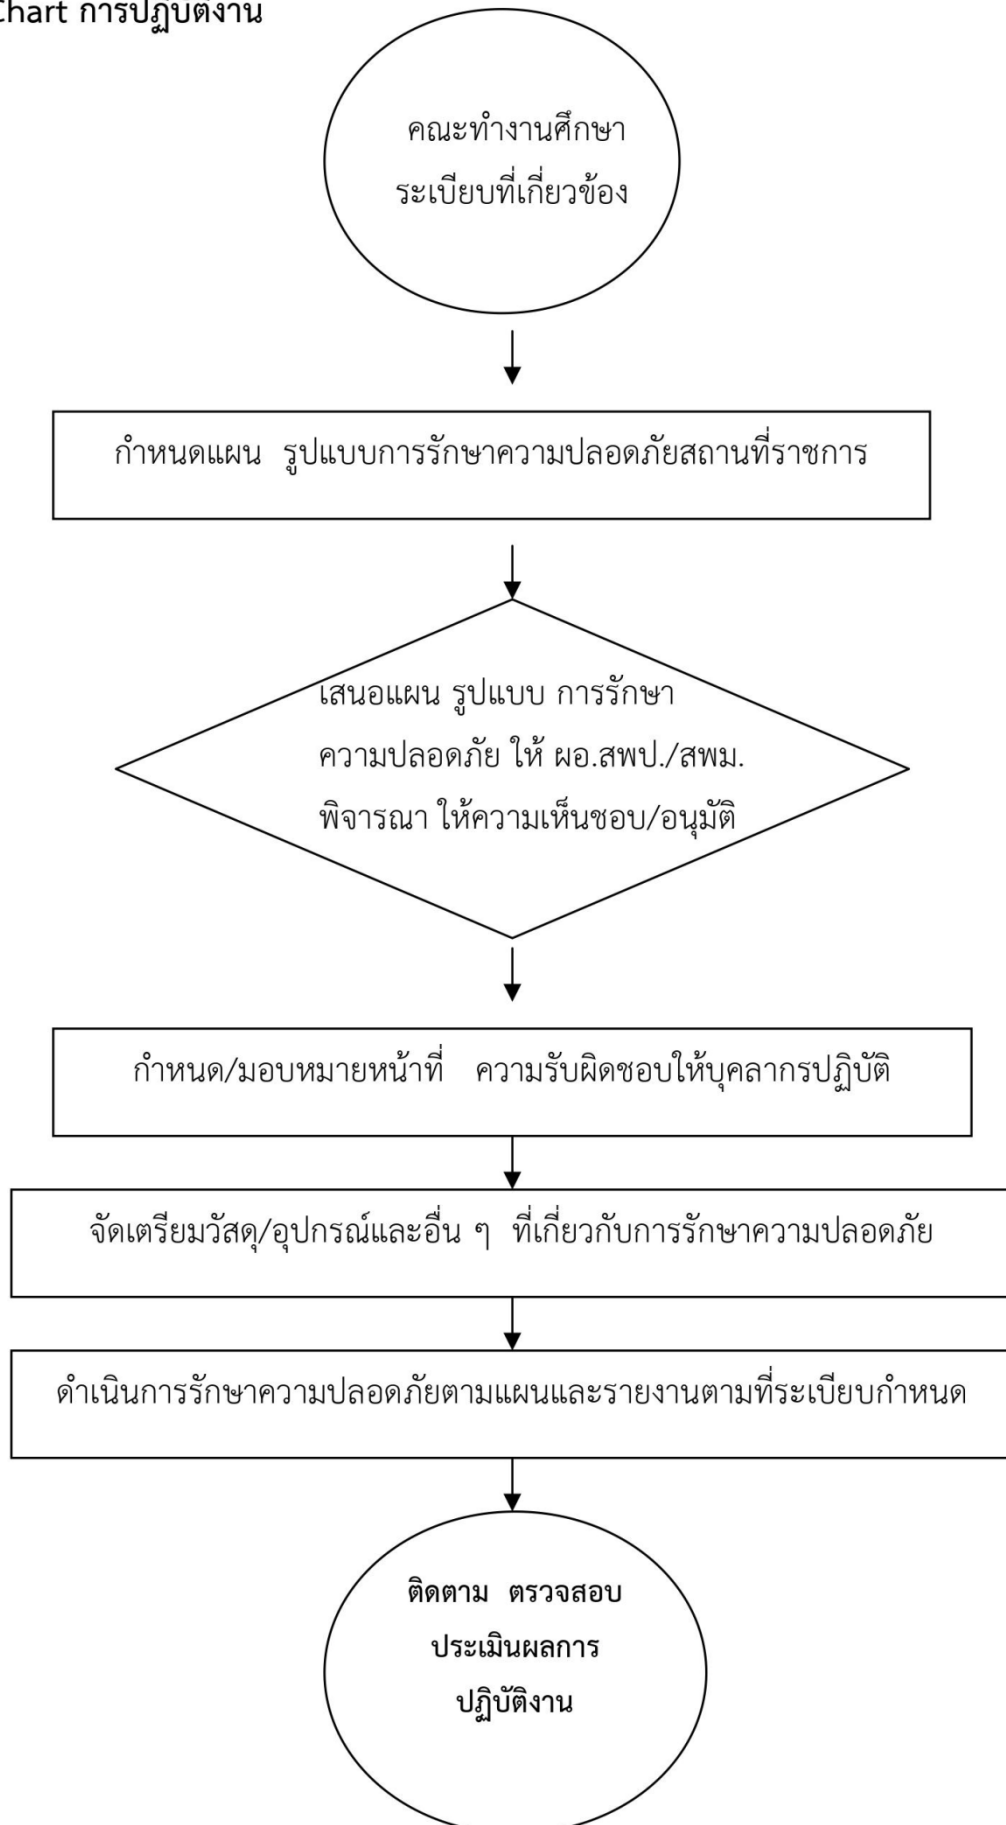 Chart การปฏิบัติงาน
คณะทำงานศึกษา
ระเบียบที่เกี่ยวข้อง
กำหนดแผน รูปแบบการรักษาความปลอดภัยสถานที่ราชการ
เสนอแผน รูปแบบ การรักษา
ความปลอดภัย ให้ ผอ.สพป./สพม.
พิจารณา ให้ความเห็นชอบ/อนุมัติ
กำหนด/มอบหมายหน้าที่ ความรับผิดชอบให้บุคลากรปฏิบัติ
จัดเตรียมวัสดุ/อุปกรณ์และอื่น ๆ ที่เกี่ยวกับการรักษาความปลอดภัย
ดำเนินการรักษาความปลอดภัยตามแผนและรายงานตามที่ระเบียบกำหนด
ติดตาม ตรวจสอบ
ประเมินผลการ
ปฏิบัติงาน